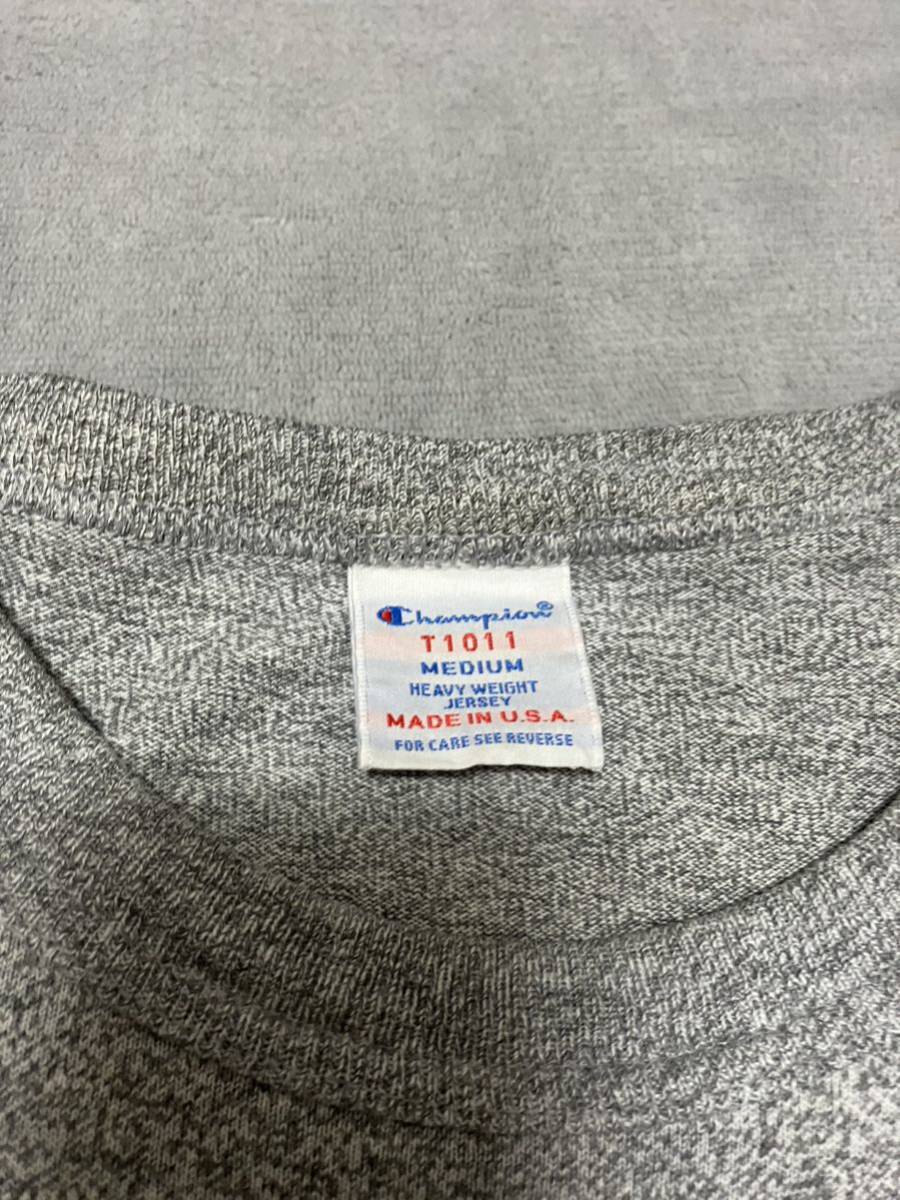 Champion®
T1011
MEDIUM
HEAVY WEIGHT
JERSEY
MADE IN U.S.A.
FOR CARE SEE REVERSE